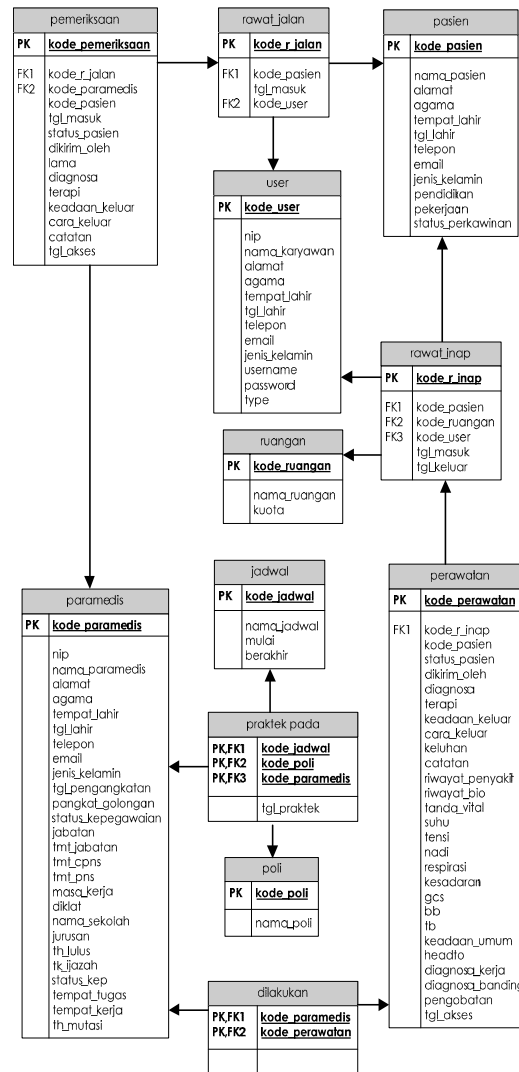 pemeriksaan
PK kode_pemeriksaan
FK1 kode_r_jalan
FK2 kode_paramedis
kode_pasien
tgl_masuk
status_pasien
dikirim_oleh
lama
diagnosa
terapi
keadaan_keluar
cara_keluar
catatan
tgl_akses
rawat_jalan
PK kode_r_jalan
FK1 kode_pasien
tgl_masuk
FK2 kode_user
pasien
PK kode_pasien
nama_pasien
alamat
agama
tempat_lahir
tgl_lahir
telepon
email
jenis_kelamin
pendidikan
pekerjaan
status_perkawinan
user
PK kode_user
nip
nama_karyawan
alamat
agama
tempat_lahir
tgl_lahir
telepon
email
jenis_kelamin
username
password
type
rawat_inap
PK kode_r_inap
FK1 kode_pasien
FK2 kode_ruangan
FK3 kode_user
tgl_masuk
tgl_keluar
ruangan
PK kode_ruangan
nama_ruangan
kuota
jadwal
PK kode_jadwal
nama_jadwal
mulai
berakhir
perawatan
PK kode_perawatan
FK1 kode_r_inap
kode_pasien
status_pasien
dikirim_oleh
diagnosa
terapi
keadaan_keluar
cara_keluar
keluhan
catatan
riwayat_penyakit
riwayat_bio
tanda_vital
suhu
tensi
nadi
respirasi
kesadaran
gcs
bb
tb
keadaan_umum
headto
diagnosa_kerja
diagnosa_banding
pengobatan
tgl_akses
paramedis
PK kode_paramedis
nip
nama_paramedis
alamat
agama
tempat_lahir
tgl_lahir
telepon
email
jenis_kelamin
tgl_pengangkatan
pangkat_golongan
status_kepegawaian
jabatan
tmt_jabatan
tmt_cpns
tmt_pns
masa_kerja
diklat
nama_sekolah
jurusan
th_lulus
tk_ijazah
status_kep
tempat_tugas
tempat_kerja
th_mutasi
praktek pada
PK,FK1 kode_jadwal
PK,FK2 kode_poli
PK,FK3 kode_paramedis
tgl_praktek
poli
PK kode_poli
nama_poli
dilakukan
PK,FK1 kode_paramedis
PK,FK2 kode_perawatan